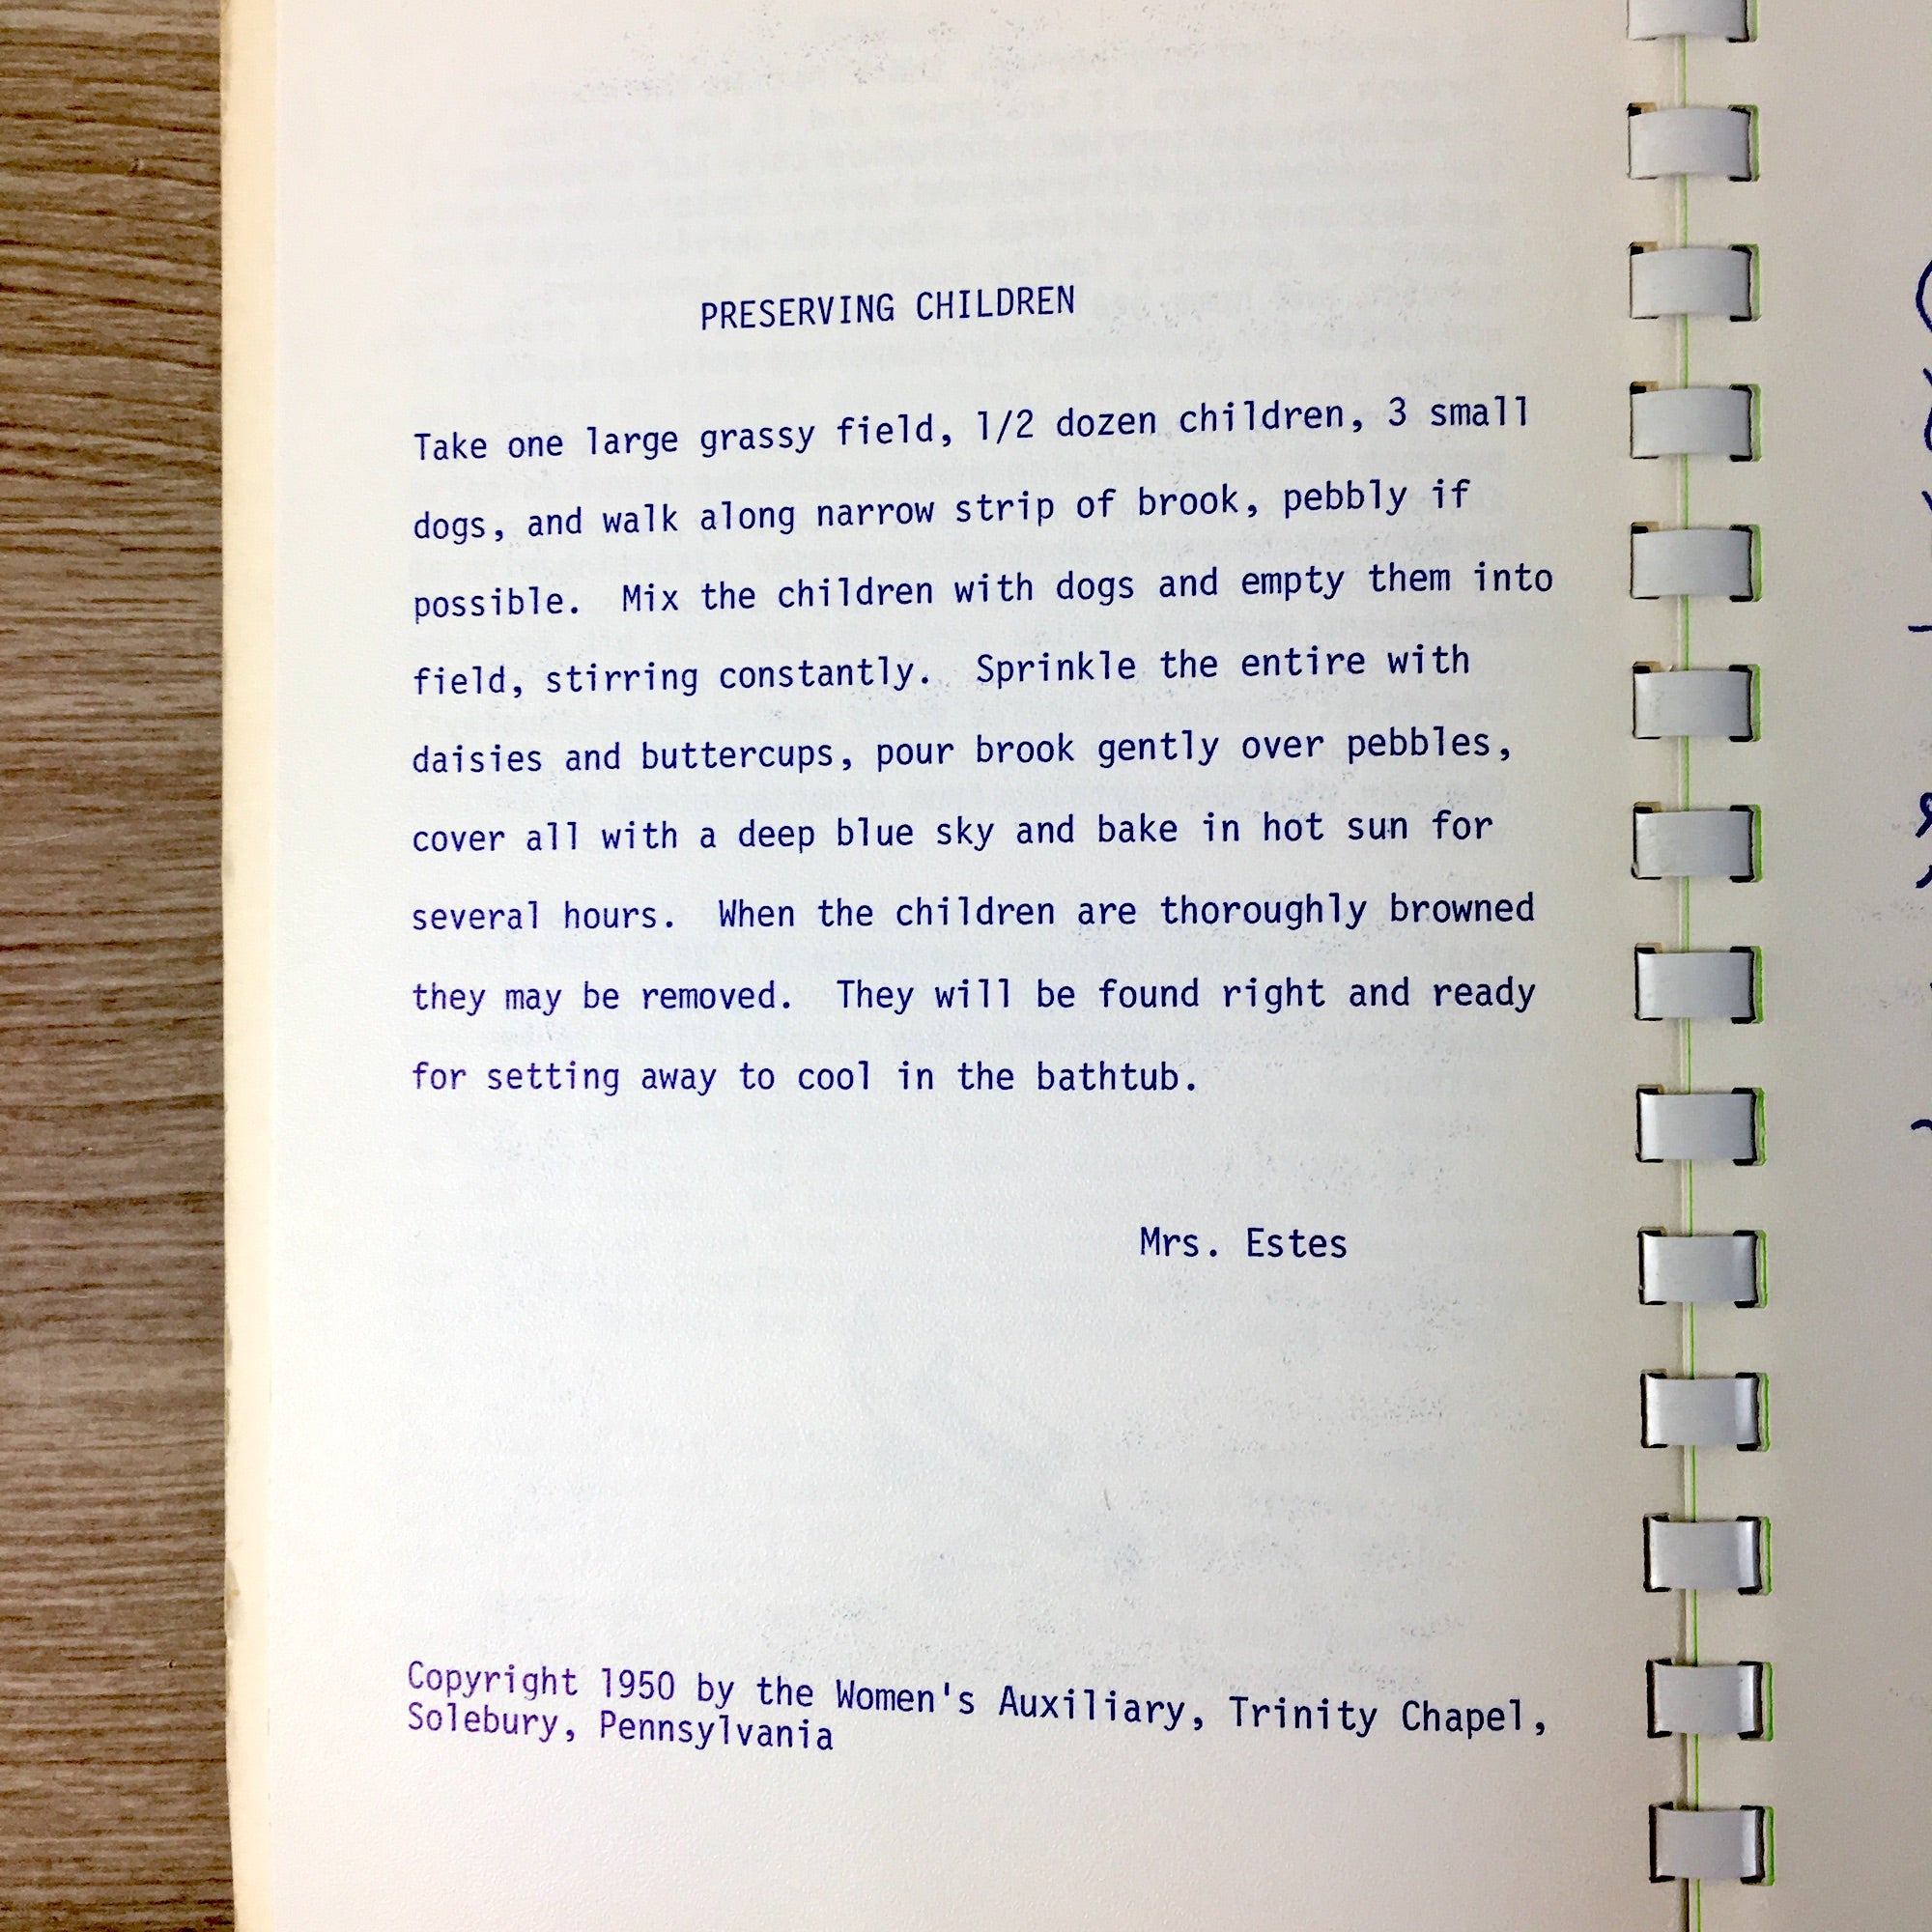 PRESERVING CHILDREN
Take one large grassy field, 1/2 dozen children, 3 small
dogs, and walk along narrow strip of brook, pebbly if
possible. Mix the children with dogs and empty them into
field, stirring constantly. Sprinkle the entire with
daisies and buttercups, pour brook gently over pebbles,
cover all with a deep blue sky and bake in hot sun for
several hours. When the children are thoroughly browned
they may be removed. They will be found right and ready
for setting away to cool in the bathtub.
Mrs. Estes
Copyright 1950 by the Women's Auxiliary, Trinity Chapel,
Solebury, Pennsylvania